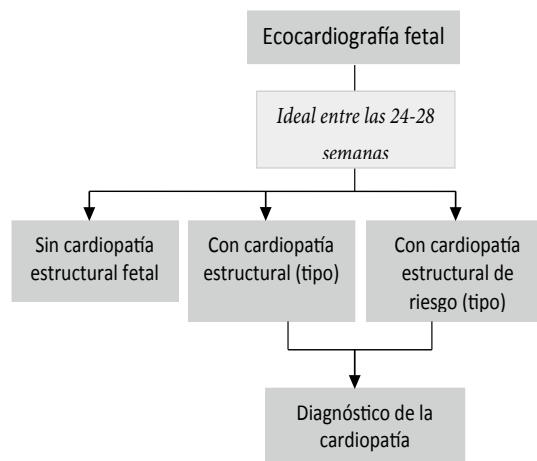 Ecocardiografía fetal
Ideal entre las 24-28
semanas
Sin cardiopatía
estructural fetal
Con cardiopatía
estructural (tipo)
Con cardiopatía
estructural de
riesgo (tipo)
Diagnóstico de la
cardiopatía